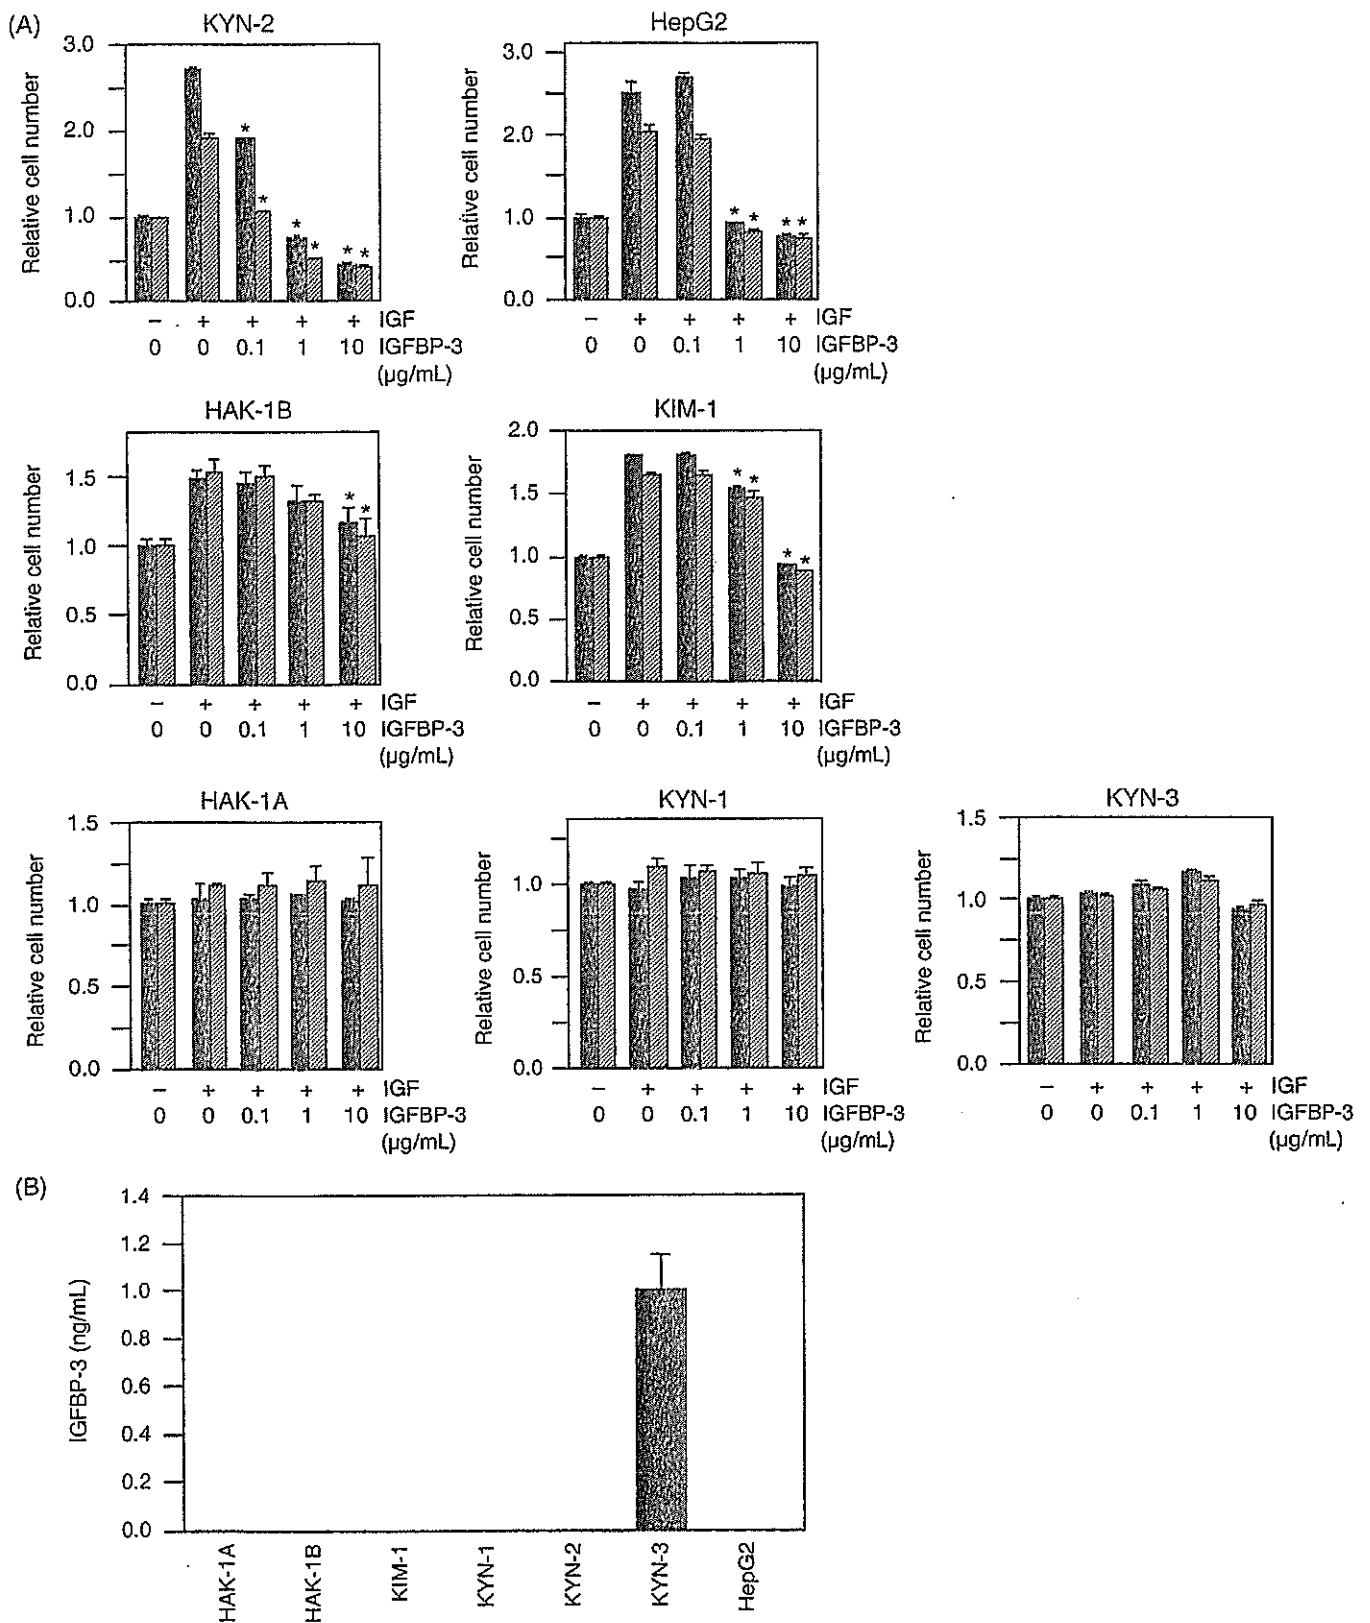 (A)
KYN-2
Relative cell number
3.0
2.0
1.0
0.0
* * * * * *
− + + + + IGF
0 0 0.1 1 10 IGFBP-3
(µg/mL)
HepG2
Relative cell number
3.0
2.0
1.0
0.0
* * * *
− + + + + IGF
0 0 0.1 1 10 IGFBP-3
(µg/mL)
HAK-1B
Relative cell number
1.5
1.0
0.5
0.0
* *
− + + + + IGF
0 0 0.1 1 10 IGFBP-3
(µg/mL)
KIM-1
Relative cell number
2.0
1.5
1.0
0.5
0.0
* * * *
− + + + + IGF
0 0 0.1 1 10 IGFBP-3
(µg/mL)
HAK-1A
Relative cell number
1.5
1.0
0.5
0.0
− + + + + IGF
0 0 0.1 1 10 IGFBP-3
(µg/mL)
KYN-1
Relative cell number
1.0
0.5
0.0
− + + + + IGF
0 0 0.1 1 10 IGFBP-3
(µg/mL)
KYN-3
Relative cell number
1.5
1.0
0.5
0.0
− + + + + IGF
0 0 0.1 1 10 IGFBP-3
(µg/mL)
(B)
IGFBP-3 (ng/mL)
1.4
1.2
1.0
0.8
0.6
0.4
0.2
0.0
HAK-1A
HAK-1B
KIM-1
KYN-1
KYN-2
KYN-3
HepG2